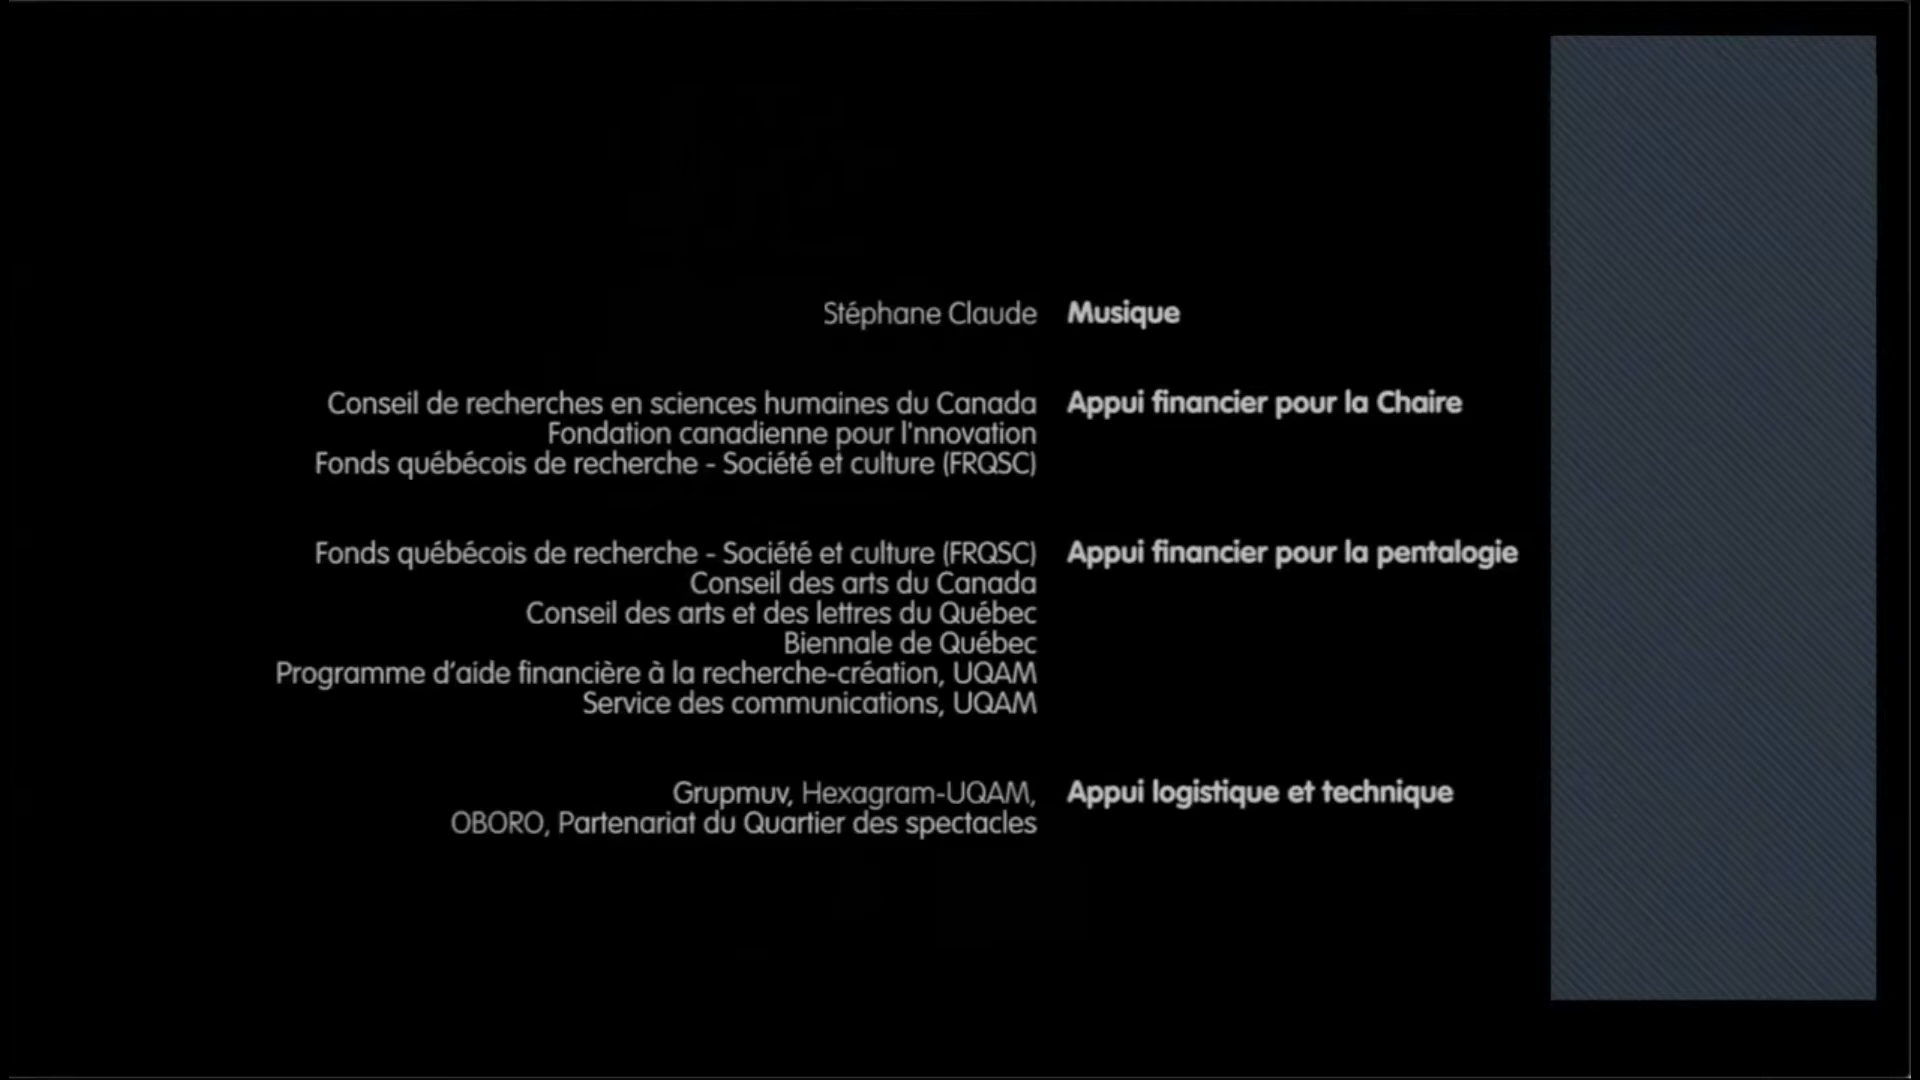 Stéphane Claude Musique
Conseil de recherches en sciences humaines du Canada Appui financier pour la Chaire
Fondation canadienne pour l'nnovation
Fonds québécois de recherche - Société et culture (FRQSC)
Fonds québécois de recherche - Société et culture (FRQSC) Appui financier pour la pentalogie
Conseil des arts du Canada
Conseil des arts et des lettres du Québec
Biennale de Québec
Programme d’aide financière à la recherche-création, UQAM
Service des communications, UQAM
Grupmuv, Hexagram-UQAM, Appui logistique et technique
OBORO, Partenariat du Quartier des spectacles